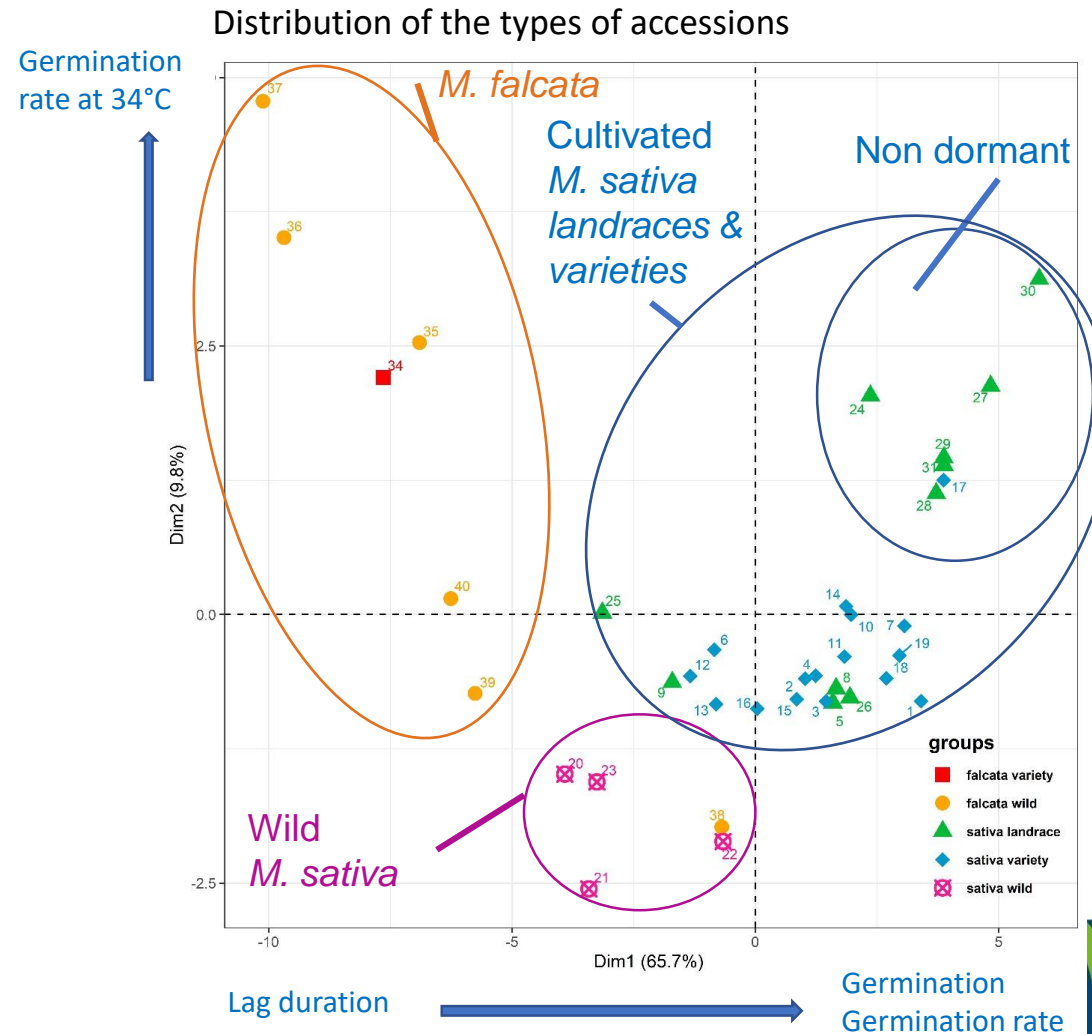 Distribution of the types of accessions
Germination
rate at 34°C
M. falcata
Cultivated
M. sativa
landraces &
varieties
Non dormant
37
36
35
34
30
27
24
29
31
17
28
2.5
Dim2 (9.8%)
40
39
0.0
25
14
10
7
6
11
19
12
4
18
9
2
8
13
16
15
3
26
1
5
20
23
38
22
21
Wild
M. sativa
-2.5
groups
falcata variety
falcata wild
sativa landrace
sativa variety
sativa wild
-10
-5
0
5
Dim1 (65.7%)
Lag duration
Germination
Germination rate